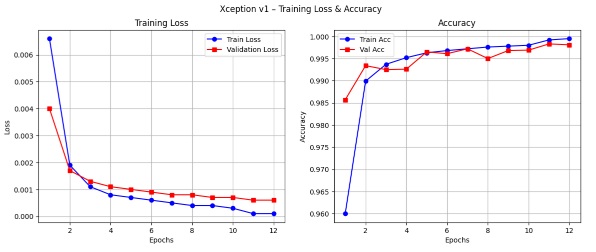 Xception v1 – Training Loss & Accuracy
Training Loss
Train Loss
Validation Loss
0.006
0.005
0.004
0.003
0.002
0.001
0.000
Loss
2 4 6 8 10 12
Epochs
Accuracy
Train Acc
Val Acc
1.000
0.995
0.990
0.985
0.980
0.975
0.970
0.965
0.960
Accuracy
2 4 6 8 10 12
Epochs